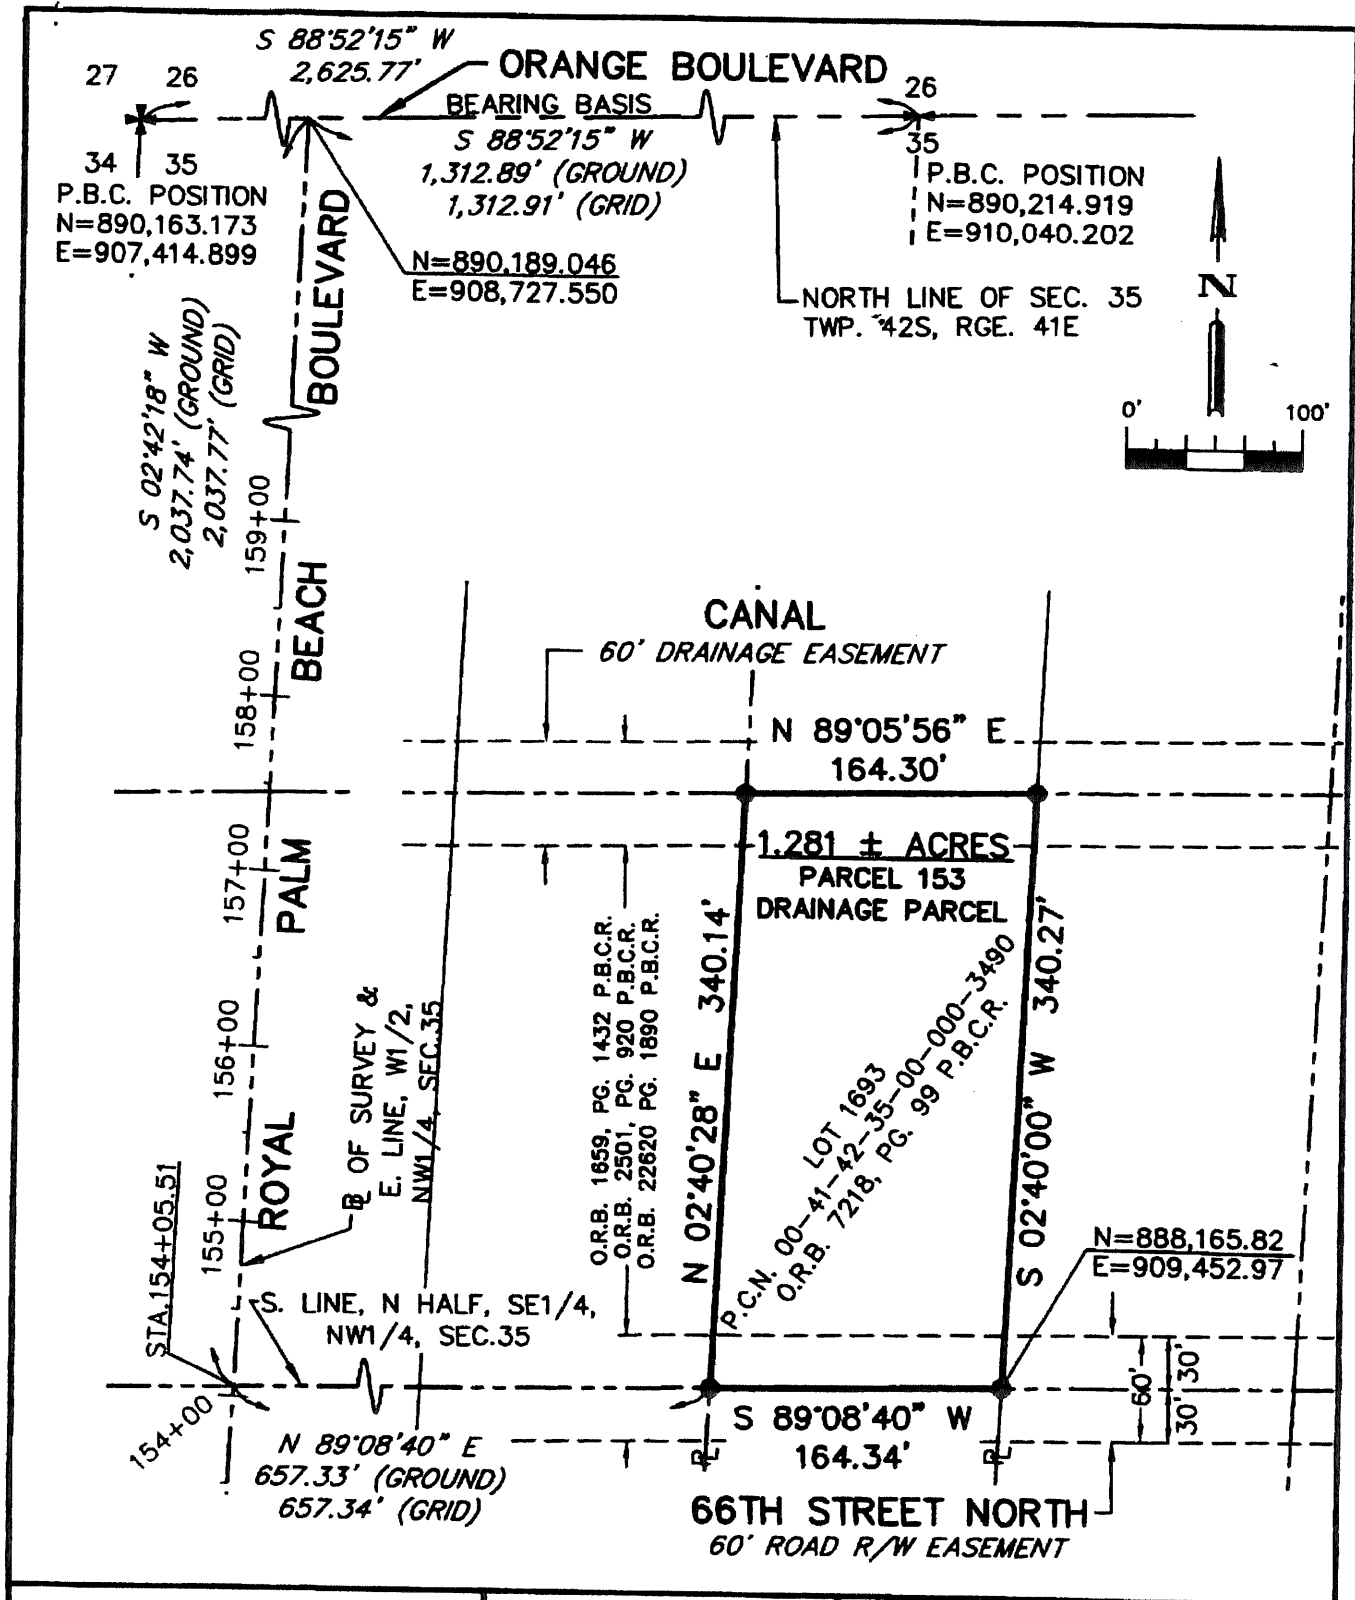 S 88°52'15" W
2,625.77'
ORANGE BOULEVARD
27
26
26
BEARING BASIS
S 88°52'15" W
1,312.89' (GROUND)
1,312.91' (GRID)
34
35
P.B.C. POSITION
N=890,163.173
E=907,414.899
35
P.B.C. POSITION
N=890,214.919
E=910,040.202
N=890,189.046
E=908,727.550
NORTH LINE OF SEC. 35
TWP. 42S, RGE. 41E
N
0'
100'
S 02°42'18" W
2,037.74' (GROUND)
2,037.77' (GRID)
ROYAL PALM BEACH BOULEVARD
159+00
158+00
157+00
156+00
155+00
STA.154+05.51
154+00
CANAL
60' DRAINAGE EASEMENT
N 89°05'56" E
164.30'
1.281 ± ACRES
PARCEL 153
DRAINAGE PARCEL
N 02°40'28" E 340.14'
S 02°40'00" W 340.27'
O.R.B. 1659, PG. 1432 P.B.C.R.
O.R.B. 2501, PG. 920 P.B.C.R.
O.R.B. 22620 PG. 1890 P.B.C.R.
LOT 1693
P.C.N. 00-41-42-35-00-000-3490
O.R.B. 7218, PG. 99 P.B.C.R.
BL OF SURVEY &
E. LINE, W1/2,
NW1/4, SEC.35
S. LINE, N HALF, SE1/4,
NW1/4, SEC.35
N=888,165.82
E=909,452.97
60'
30' 30'
N 89°08'40" E
657.33' (GROUND)
657.34' (GRID)
S 89°08'40" W
164.34'
PL
PL
66TH STREET NORTH
60' ROAD R/W EASEMENT